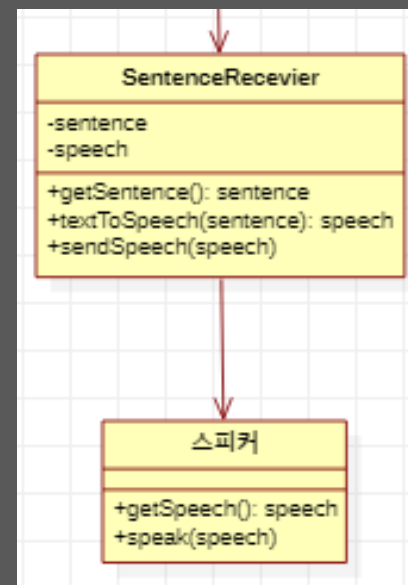 SentenceRecevier
-sentence
-speech
+getSentence(): sentence
+textToSpeech(sentence): speech
+sendSpeech(speech)
스피커
+getSpeech(): speech
+speak(speech)